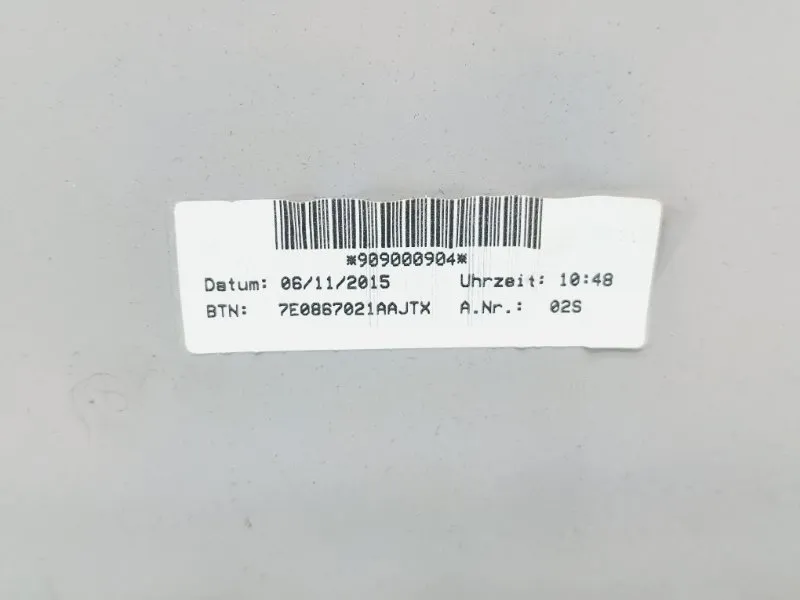 *909000904*
Datum: 06/11/2015 Uhrzeit: 10:48
BTN: 7E0867021AAJTX A.Nr.: 02S